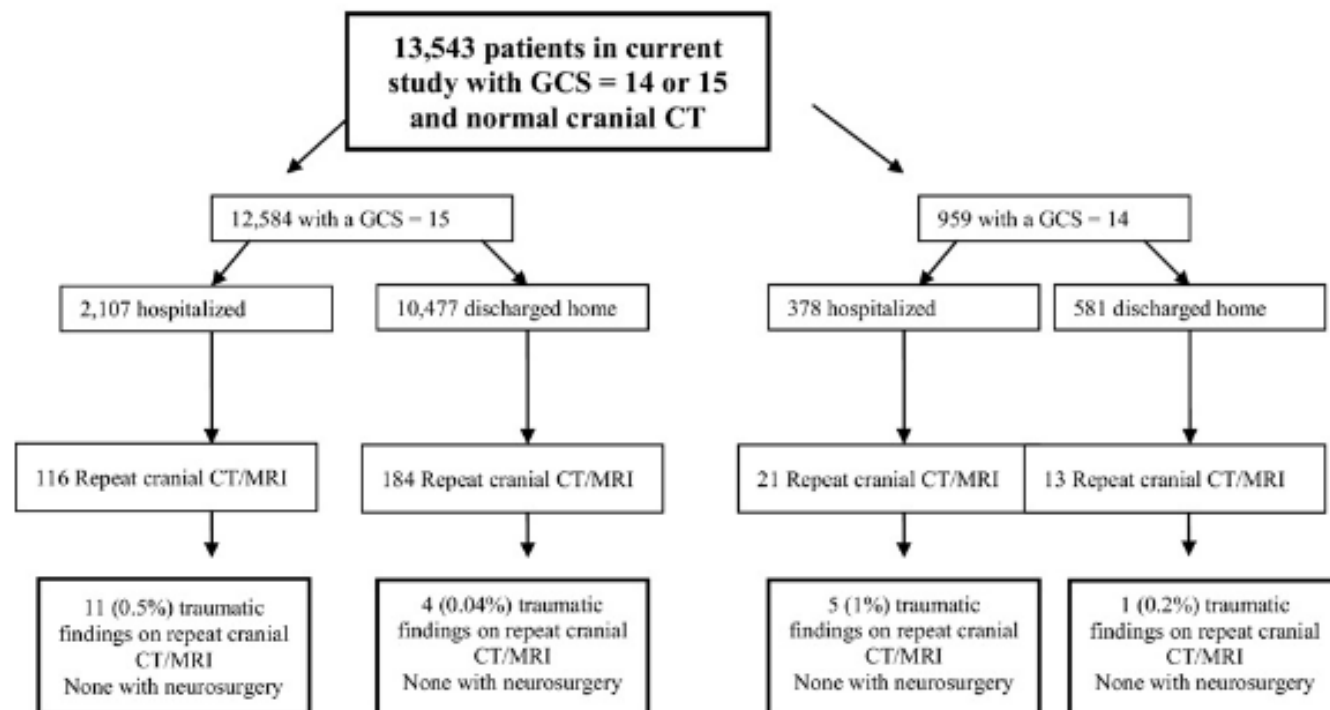 13,543 patients in current
study with GCS = 14 or 15
and normal cranial CT
12,584 with a GCS = 15
959 with a GCS = 14
2,107 hospitalized
10,477 discharged home
378 hospitalized
581 discharged home
116 Repeat cranial CT/MRI
184 Repeat cranial CT/MRI
21 Repeat cranial CT/MRI
13 Repeat cranial CT/MRI
11 (0.5%) traumatic
findings on repeat cranial
CT/MRI
None with neurosurgery
4 (0.04%) traumatic
findings on repeat cranial
CT/MRI
None with neurosurgery
5 (1%) traumatic
findings on repeat cranial
CT/MRI
None with neurosurgery
1 (0.2%) traumatic
findings on repeat cranial
CT/MRI
None with neurosurgery